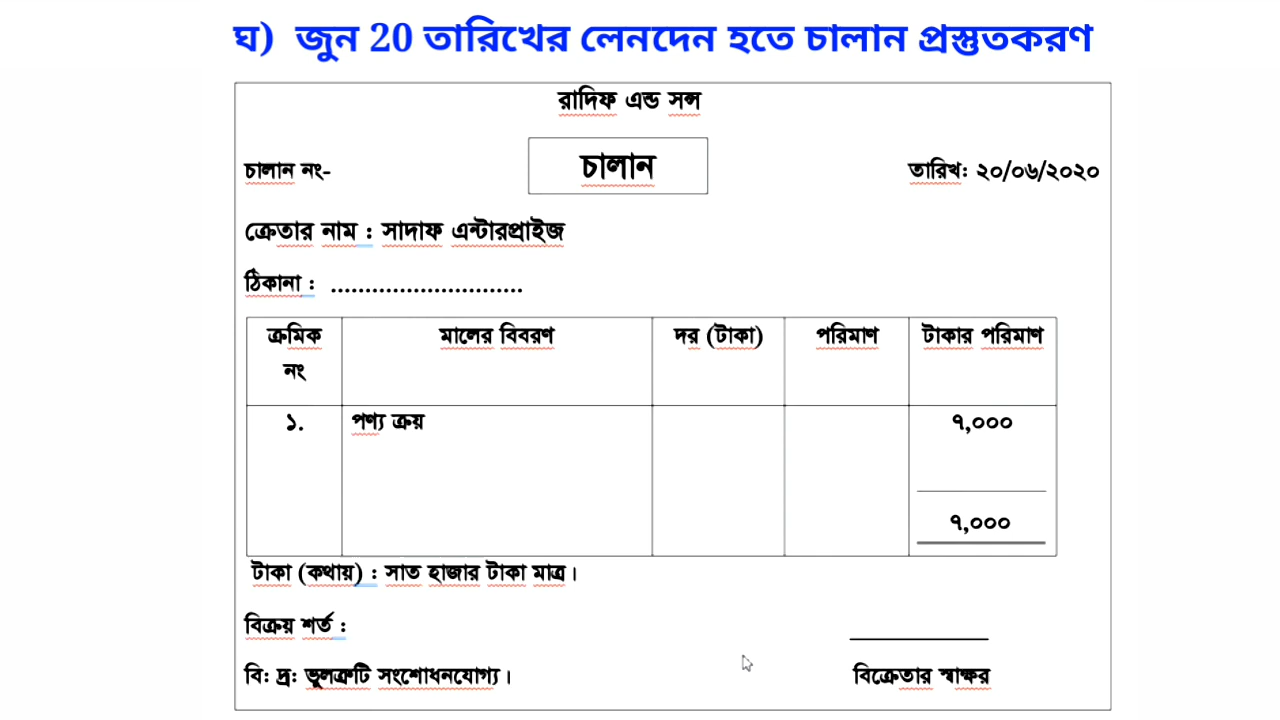 ঘ) জুন 20 তারিখের লেনদেন হতে চালান প্রস্তুতকরণ
রাদিফ এন্ড সন্স
চালান নং-
চালান
তারিখ: ২০/০৬/২০২০
ক্রেতার নাম : সাদাফ এন্টারপ্রাইজ
ঠিকানা : ............................
ক্রমিক নং
মালের বিবরণ
দর (টাকা)
পরিমাণ
টাকার পরিমাণ
১.
পণ্য ক্রয়
৭,০০০
৭,০০০
টাকা (কথায়) : সাত হাজার টাকা মাত্র।
বিক্রয় শর্ত :
বি: দ্র: ভুলত্রুটি সংশোধনযোগ্য।
বিক্রেতার স্বাক্ষর